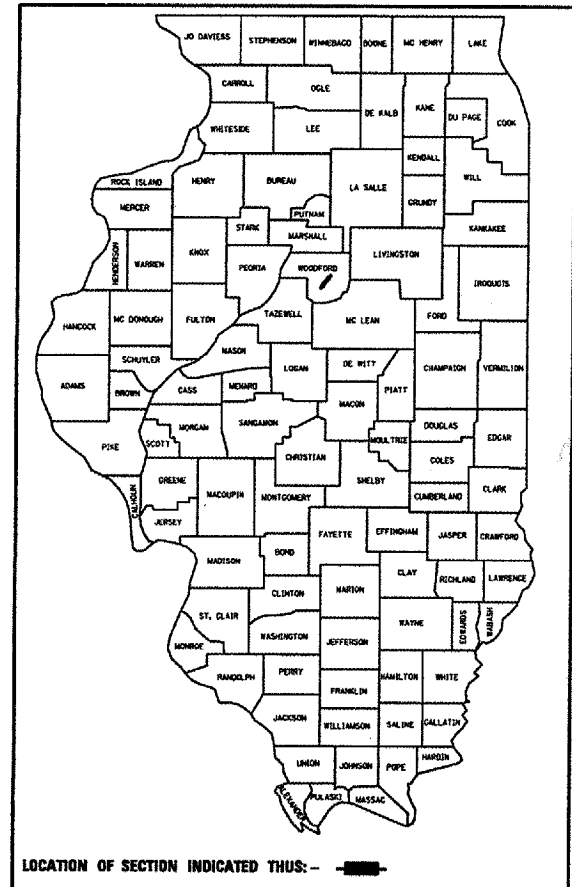 JO DAVIESS STEPHENSON WINNEBAGO BOONE MC HENRY LAKE
CARROLL OGLE
DE KALB KANE DU PAGE COOK
WHITESIDE LEE
KENDALL WILL
ROCK ISLAND HENRY BUREAU LA SALLE GRUNDY
MERCER PUTNAM
STARK MARSHALL KANKAKEE
HENDERSON WARREN KNOX PEORIA LIVINGSTON
WOODFORD IROQUOIS
HANCOCK MC DONOUGH FULTON TAZEWELL MC LEAN FORD
MASON
SCHUYLER LOGAN DE WITT CHAMPAIGN VERMILION
ADAMS BROWN CASS MENARD PIATT
MACON
MORGAN SANGAMON DOUGLAS
PIKE SCOTT MOULTRIE EDGAR
CHRISTIAN COLES
CALHOUN GREENE MACOUPIN MONTGOMERY SHELBY CLARK
CUMBERLAND
JERSEY FAYETTE EFFINGHAM JASPER CRAWFORD
MADISON BOND
CLAY RICHLAND LAWRENCE
CLINTON MARION
ST. CLAIR WAYNE EDWARDS WABASH
WASHINGTON JEFFERSON
MONROE
RANDOLPH PERRY HAMILTON WHITE
FRANKLIN
JACKSON WILLIAMSON SALINE GALLATIN
UNION JOHNSON POPE HARDIN
ALEXANDER PULASKI MASSAC
LOCATION OF SECTION INDICATED THUS: -